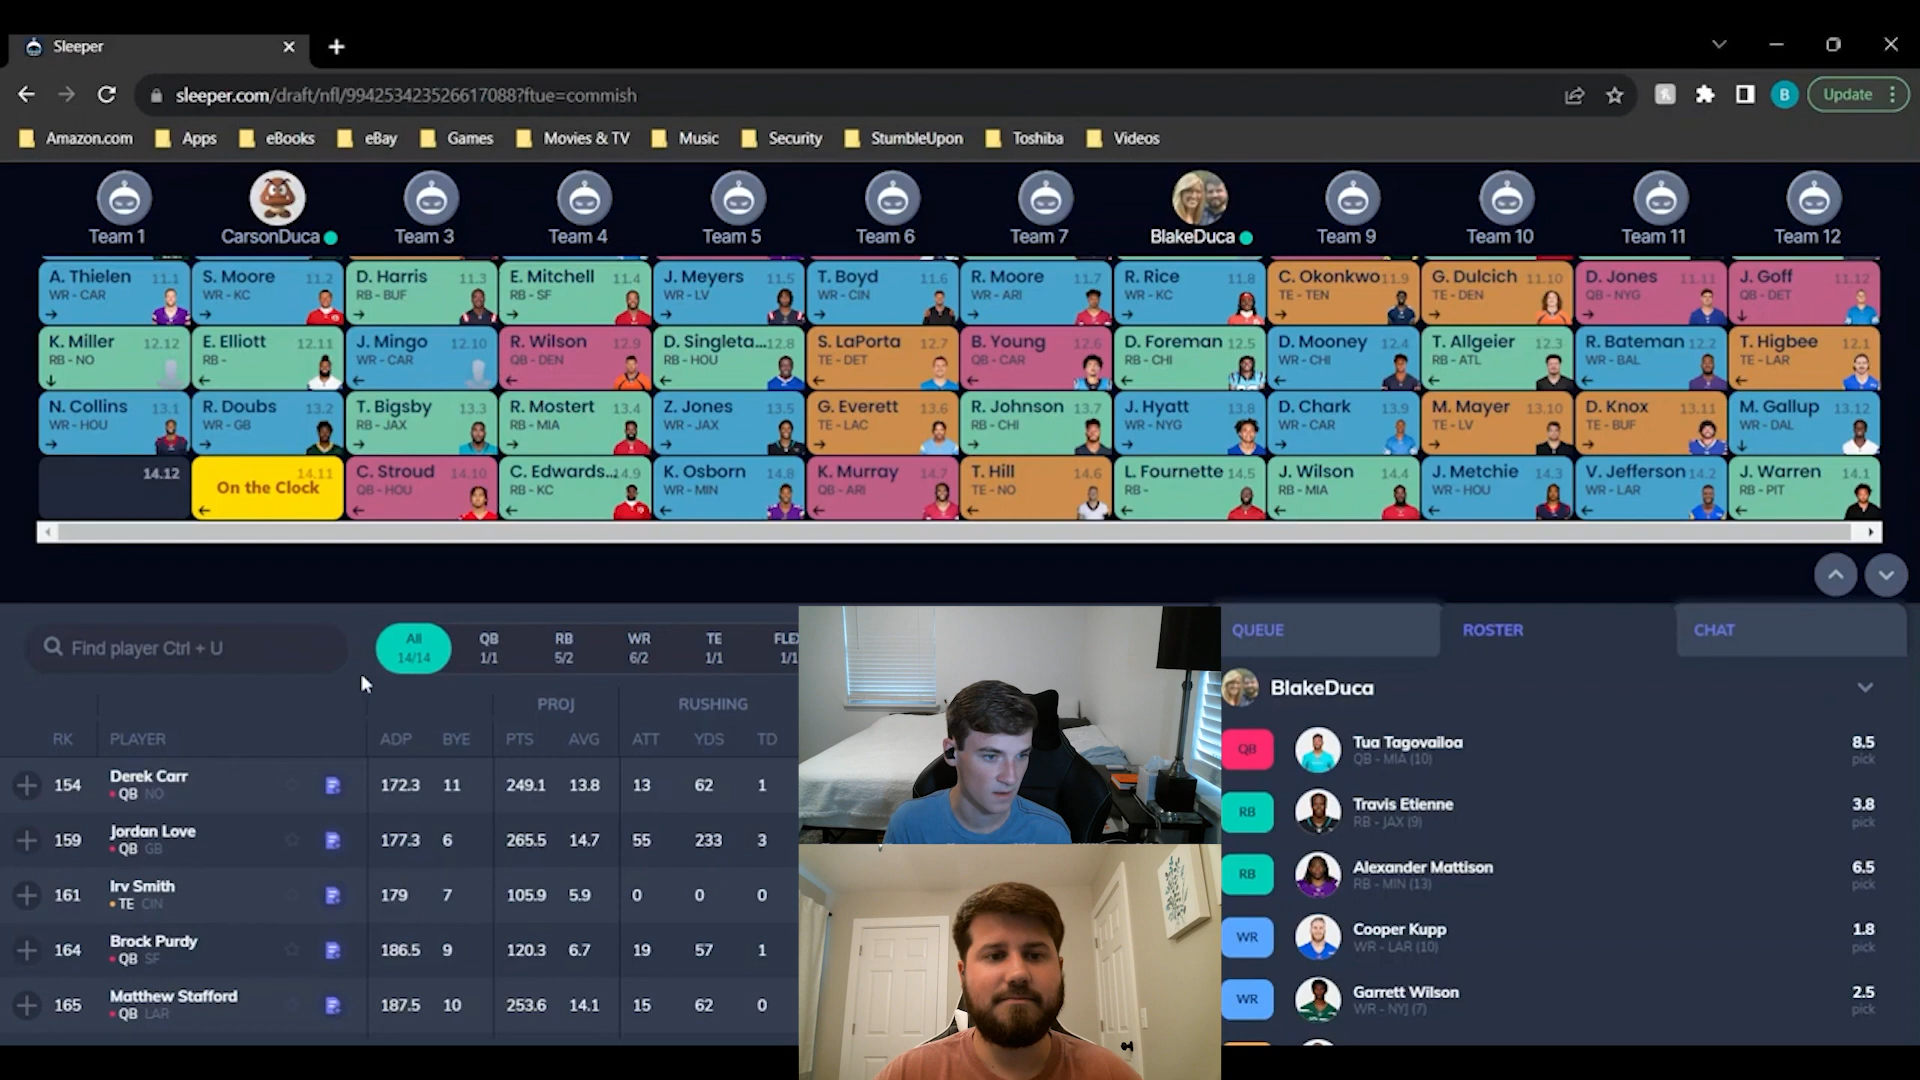 Sleeper
sleeper.com/draft/nfl/994253423526617088?ftue=commish
B
Update
Amazon.com Apps eBooks eBay Games Movies & TV Music Security StumbleUpon Toshiba Videos
Team 1 CarsonDuca Team 3 Team 4 Team 5 Team 6 Team 7 BlakeDuca Team 9 Team 10 Team 11 Team 12
A. Thielen 11.1 S. Moore 11.2 D. Harris 11.3 E. Mitchell 11.4 J. Meyers 11.5 T. Boyd 11.6 R. Moore 11.7 R. Rice 11.8 C. Okonkwo 11.9 G. Dulcich 11.10 D. Jones 11.11 J. Goff 11.12
WR - CAR WR - KC RB - BUF RB - SF WR - LV WR - CIN WR - ARI WR - KC TE - TEN TE - DEN QB - NYG QB - DET
K. Miller 12.12 E. Elliott 12.11 J. Mingo 12.10 R. Wilson 12.9 D. Singleta... 12.8 S. LaPorta 12.7 B. Young 12.6 D. Foreman 12.5 D. Mooney 12.4 T. Allgeier 12.3 R. Bateman 12.2 T. Higbee 12.1
RB - NO RB - WR - CAR QB - DEN RB - HOU TE - DET QB - CAR RB - CHI WR - CHI RB - ATL WR - BAL TE - LAR
N. Collins 13.1 R. Doubs 13.2 T. Bigsby 13.3 R. Mostert 13.4 Z. Jones 13.5 G. Everett 13.6 R. Johnson 13.7 J. Hyatt 13.8 D. Chark 13.9 M. Mayer 13.10 D. Knox 13.11 M. Gallup 13.12
WR - HOU WR - GB RB - JAX RB - MIA WR - JAX TE - LAC RB - CHI WR - NYG WR - CAR TE - LV TE - BUF WR - DAL
14.12 On the Clock 14.11 C. Stroud 14.10 C. Edwards... 14.9 K. Osborn 14.8 K. Murray 14.7 T. Hill 14.6 L. Fournette 14.5 J. Wilson 14.4 J. Metchie 14.3 V. Jefferson 14.2 J. Warren 14.1
QB - HOU RB - KC WR - MIN QB - ARI TE - NO RB - RB - MIA WR - HOU WR - LAR RB - PIT
Find player Ctrl + U
All QB RB WR TE FLEX
14/14 1/1 5/2 6/2 1/1 1/1
PROJ RUSHING
RK PLAYER ADP BYE PTS AVG ATT YDS TD
154 Derek Carr 172.3 11 249.1 13.8 13 62 1
QB NO
159 Jordan Love 177.3 6 265.5 14.7 55 233 3
QB GB
161 Irv Smith 179 7 105.9 5.9 0 0 0
TE CIN
164 Brock Purdy 186.5 9 120.3 6.7 19 57 1
QB SF
165 Matthew Stafford 187.5 10 253.6 14.1 15 62 0
QB LAR
QUEUE ROSTER CHAT
BlakeDuca
QB Tua Tagovailoa 8.5
QB - MIA (10) pick
RB Travis Etienne 3.8
RB - JAX (9) pick
RB Alexander Mattison 6.5
RB - MIN (13) pick
WR Cooper Kupp 1.8
WR - LAR (10) pick
WR Garrett Wilson 2.5
WR - NYJ (7) pick